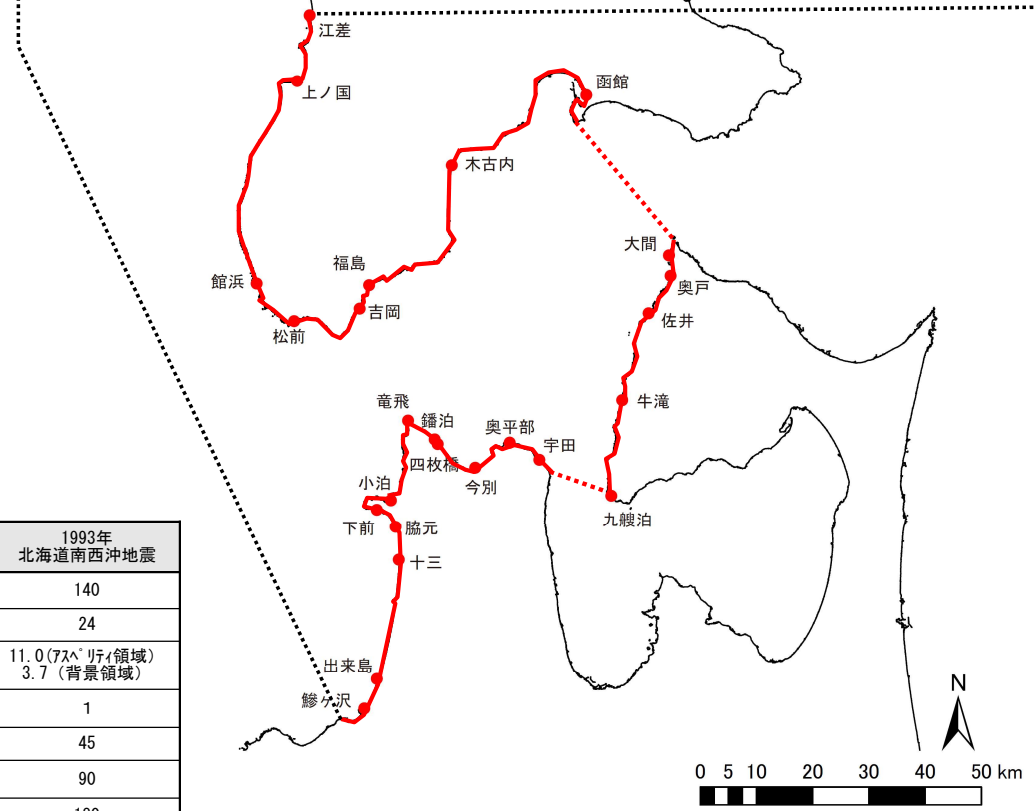 江差
上ノ国
函館
木古内
大間
福島
館浜
奥戸
吉岡
佐井
松前
竜飛
鐇泊
牛滝
奥平部
宇田
四枚橋
今別
小泊
九艘泊
下前
脇元
十三
出来島
鰺ヶ沢
1993年
北海道南西沖地震
140
24
11.0(ｱｽﾍﾟﾘﾃｨ領域)
3.7 (背景領域)
1
45
90
N
0 5 10 20 30 40 50 km